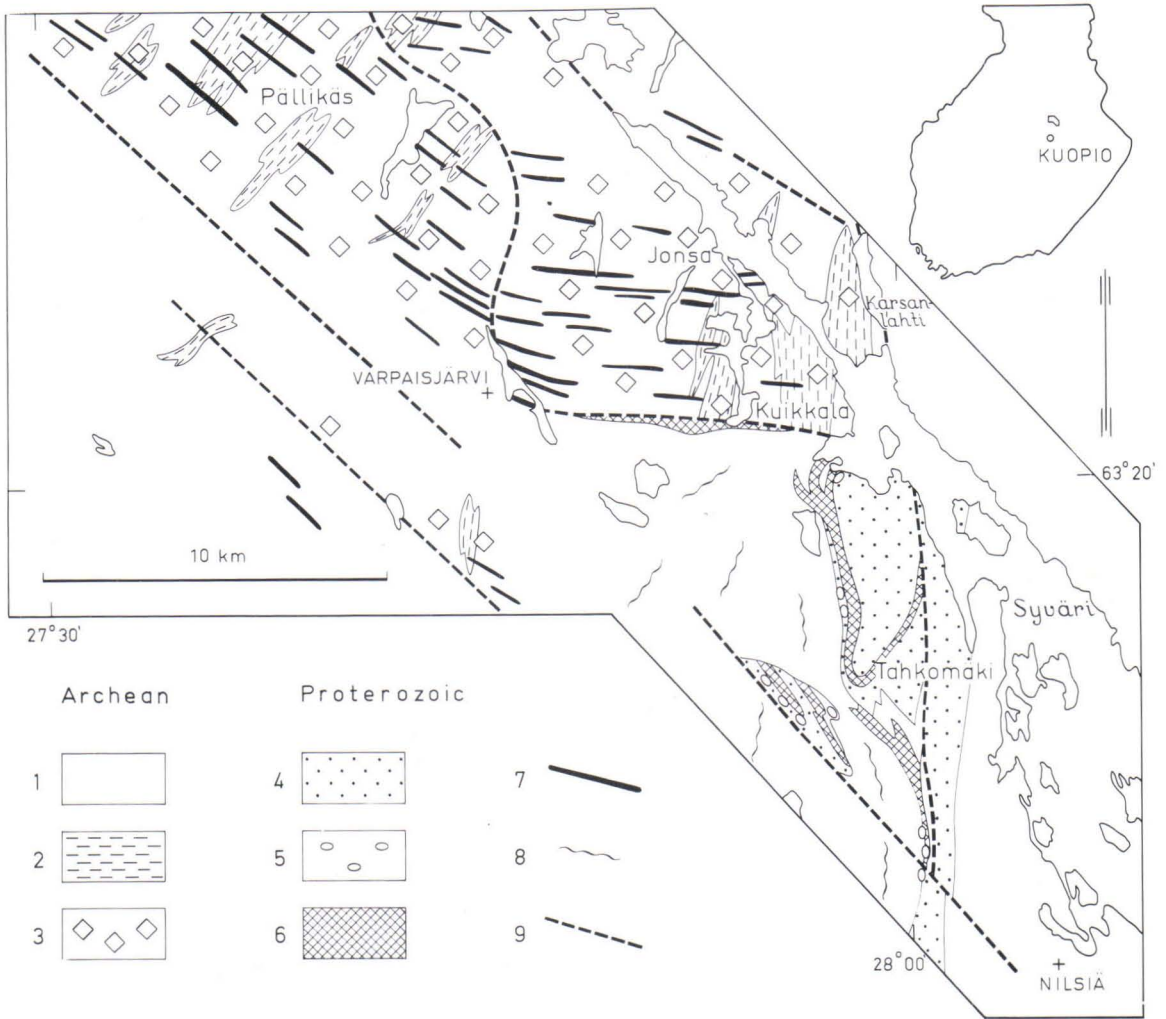 Pällikäs
KUOPIO
Jonsa
Karsan-
lahti
VARPAISJÄRVI
Kuikkala
63°20'
10 km
27°30'
Syväri
Tahkomäki
Archean
Proterozoic
1
4
7
2
5
8
3
6
9
28°00'
NILSIÄ